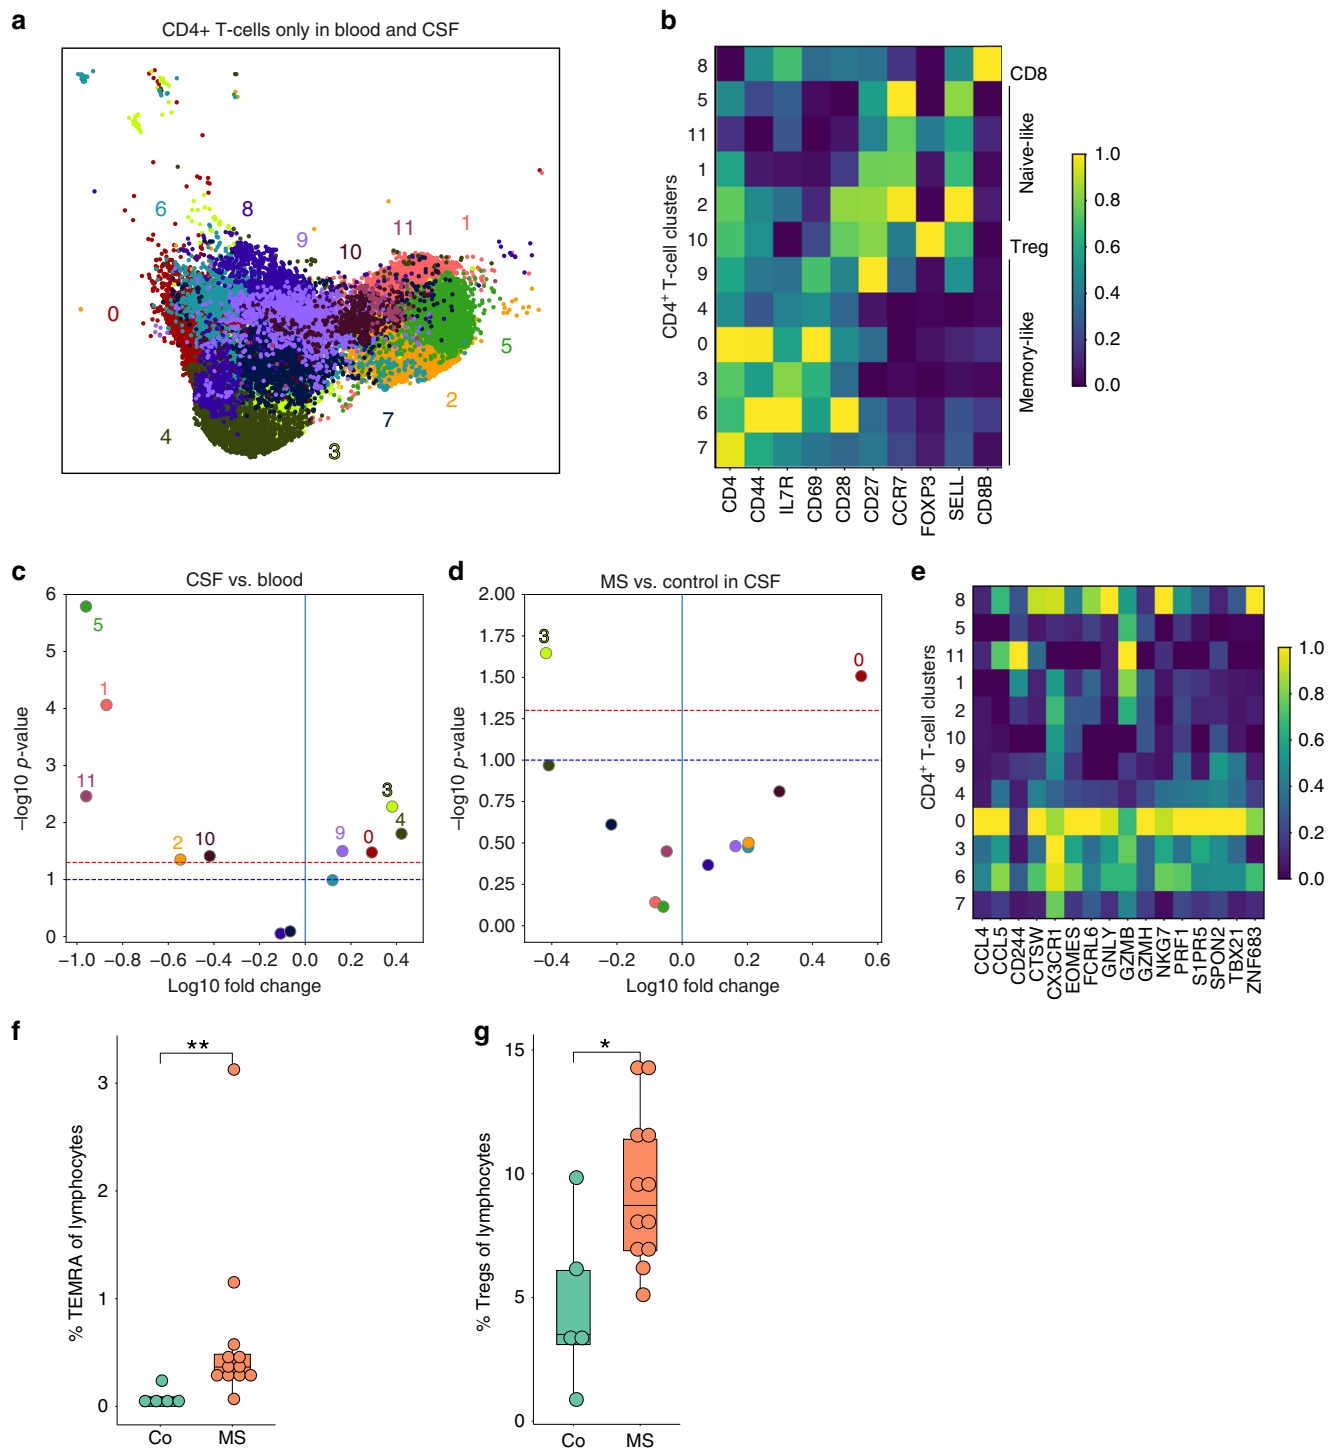 a
CD4+ T-cells only in blood and CSF
6
8
9
10
11
1
0
5
2
7
4
3
b
8
5
11
1
2
10
9
4
0
3
6
7
CD4+ T-cell clusters
CD4
CD44
IL7R
CD69
CD28
CD27
CCR7
FOXP3
SELL
CD8B
CD8
Naive-like
Treg
Memory-like
1.0
0.8
0.6
0.4
0.2
0.0
c
CSF vs. blood
6
5
4
3
2
1
0
–log10 p-value
5
1
11
2
10
9
0
3
4
−1.0
−0.8
−0.6
−0.4
−0.2
0.0
0.2
0.4
Log10 fold change
d
MS vs. control in CSF
2.00
1.75
1.50
1.25
1.00
0.75
0.50
0.25
0.00
–log10 p-value
3
0
−0.4
−0.2
0.0
0.2
0.4
0.6
Log10 fold change
e
8
5
11
1
2
10
9
4
0
3
6
7
CD4+ T-cell clusters
CCL4
CCL5
CD244
CTSW
CX3CR1
EOMES
FCRL6
GNLY
GZMB
GZMH
NKG7
PRF1
S1PR5
SPON2
TBX21
ZNF683
1.0
0.8
0.6
0.4
0.2
0.0
f
**
3
2
1
0
% TEMRA of lymphocytes
Co
MS
g
*
15
10
5
0
% Tregs of lymphocytes
Co
MS